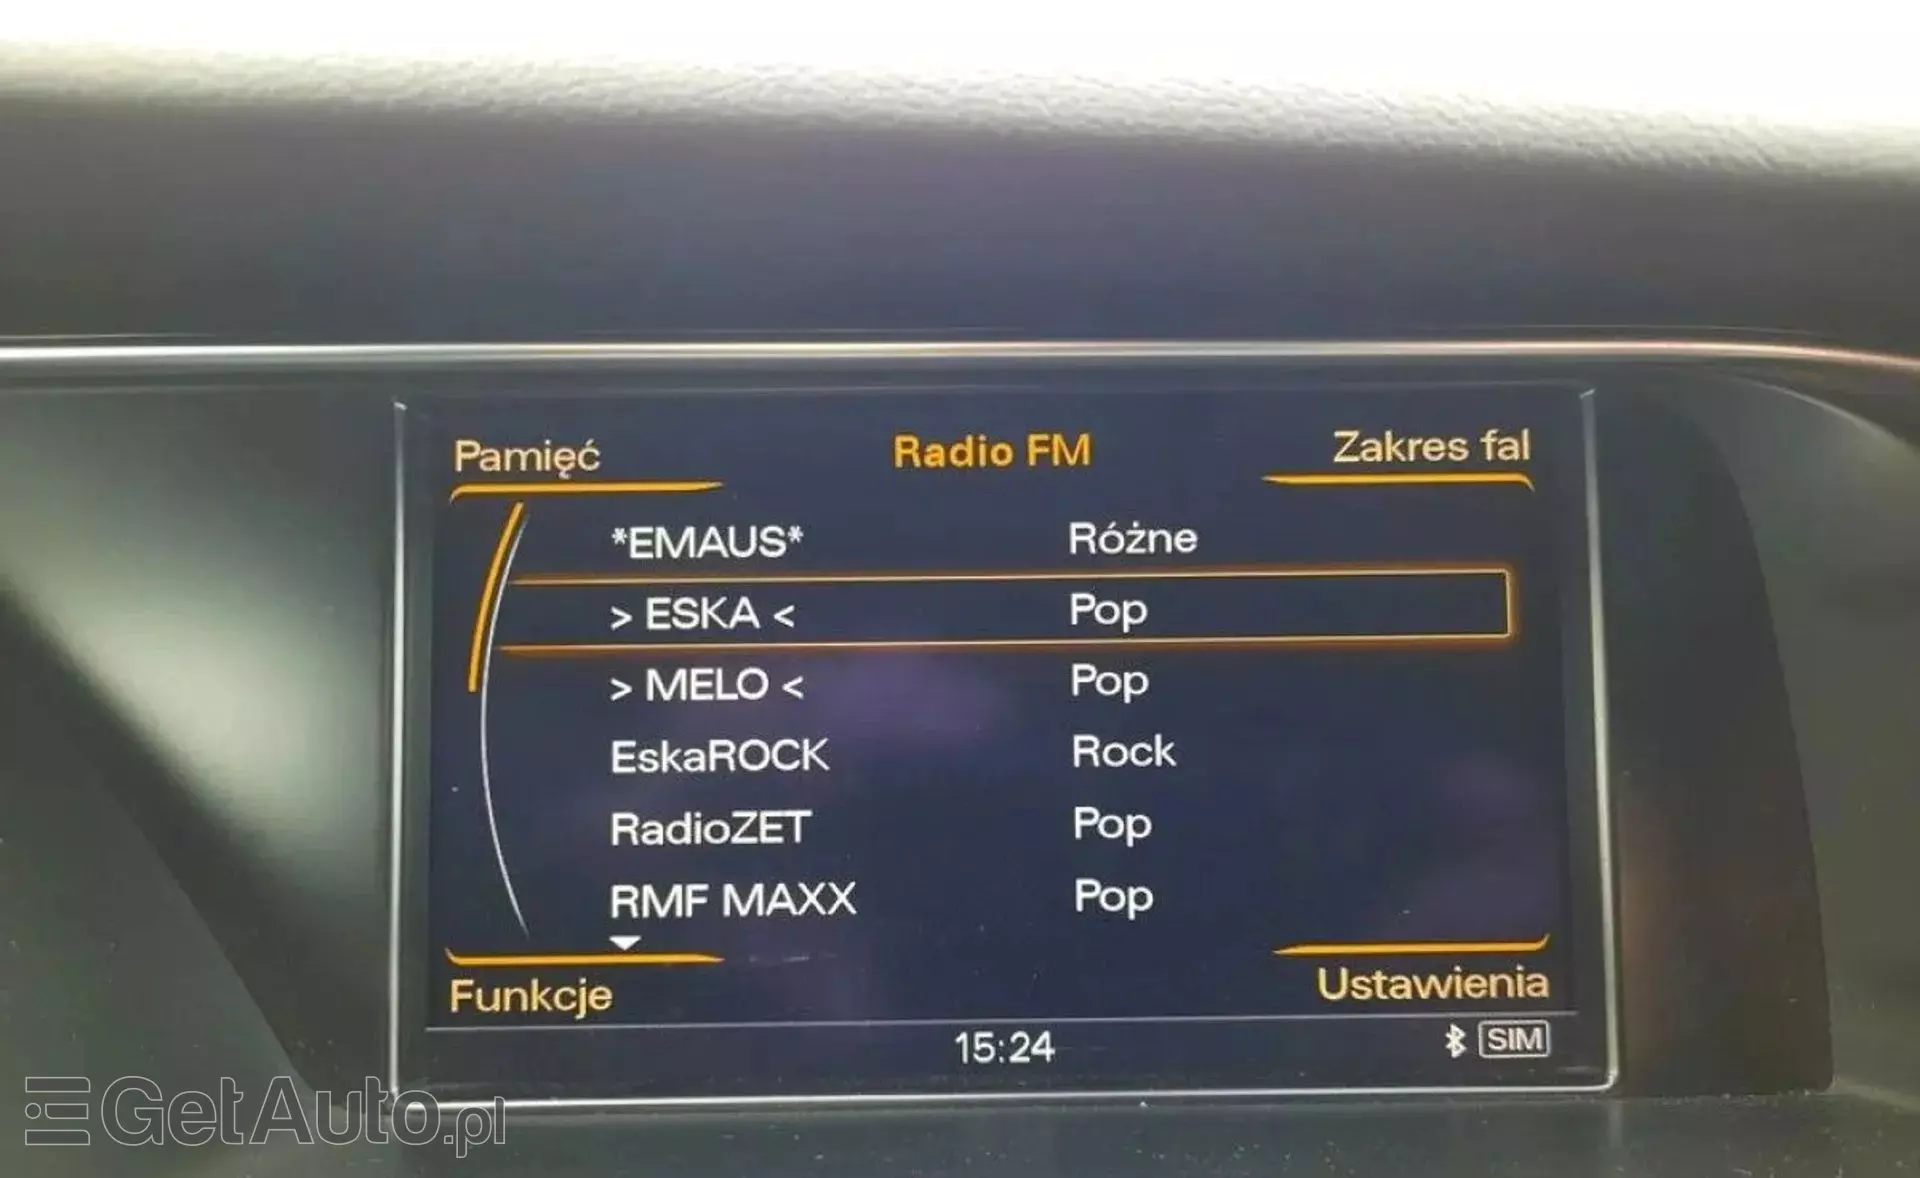 Pamięć Radio FM Zakres fal
*EMAUS* Różne
> ESKA < Pop
> MELO < Pop
EskaROCK Rock
RadioZET Pop
RMF MAXX Pop
Funkcje Ustawienia
15:24 SIM
GetAuto.pl